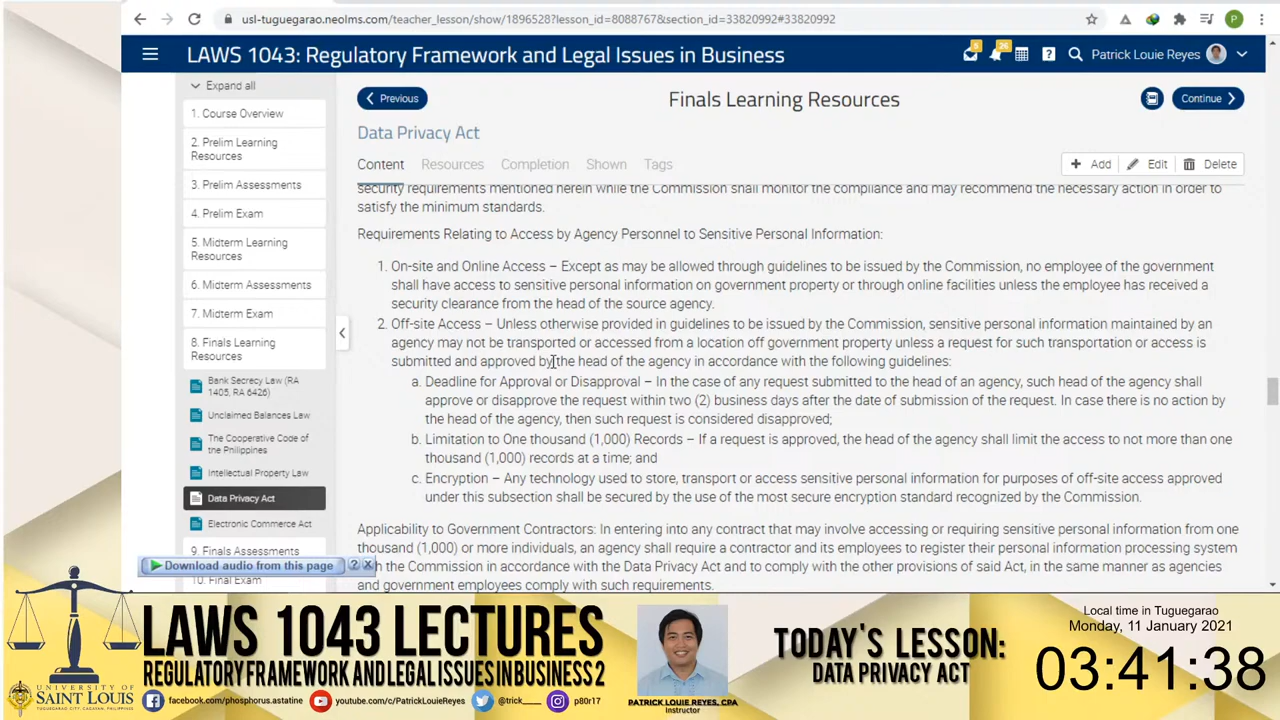 usl-tuguegarao.neolms.com/teacher_lesson/show/1896528?lesson_id=8088767&section_id=33820992#33820992
P
LAWS 1043: Regulatory Framework and Legal Issues in Business
Patrick Louie Reyes
Expand all
1. Course Overview
2. Prelim Learning
Resources
3. Prelim Assessments
4. Prelim Exam
5. Midterm Learning
Resources
6. Midterm Assessments
7. Midterm Exam
8. Finals Learning
Resources
Bank Secrecy Law (RA
1405, RA 6426)
Unclaimed Balances Law
The Cooperative Code of
the Philippines
Intellectual Property Law
Data Privacy Act
Electronic Commerce Act
9. Finals Assessments
10. Final Exam
Previous
Finals Learning Resources
Continue
Data Privacy Act
Content Resources Completion Shown Tags
Add Edit Delete
security requirements mentioned herein while the Commission shall monitor the compliance and may recommend the necessary action in order to
satisfy the minimum standards.
Requirements Relating to Access by Agency Personnel to Sensitive Personal Information:
1. On-site and Online Access – Except as may be allowed through guidelines to be issued by the Commission, no employee of the government
shall have access to sensitive personal information on government property or through online facilities unless the employee has received a
security clearance from the head of the source agency.
2. Off-site Access – Unless otherwise provided in guidelines to be issued by the Commission, sensitive personal information maintained by an
agency may not be transported or accessed from a location off government property unless a request for such transportation or access is
submitted and approved by the head of the agency in accordance with the following guidelines:
a. Deadline for Approval or Disapproval – In the case of any request submitted to the head of an agency, such head of the agency shall
approve or disapprove the request within two (2) business days after the date of submission of the request. In case there is no action by
the head of the agency, then such request is considered disapproved;
b. Limitation to One thousand (1,000) Records – If a request is approved, the head of the agency shall limit the access to not more than one
thousand (1,000) records at a time; and
c. Encryption – Any technology used to store, transport or access sensitive personal information for purposes of off-site access approved
under this subsection shall be secured by the use of the most secure encryption standard recognized by the Commission.
Applicability to Government Contractors: In entering into any contract that may involve accessing or requiring sensitive personal information from one
thousand (1,000) or more individuals, an agency shall require a contractor and its employees to register their personal information processing system
with the Commission in accordance with the Data Privacy Act and to comply with the other provisions of said Act, in the same manner as agencies
and government employees comply with such requirements.
Download audio from this page ?
LAWS 1043 LECTURES
REGULATORY FRAMEWORK AND LEGAL ISSUES IN BUSINESS 2
UNIVERSITY OF
SAINT LOUIS
TUGUEGARAO CITY, CAGAYAN, PHILIPPINES
facebook.com/phosphorus.astatine
youtube.com/c/PatrickLouieReyes
@trick____
p80r17
PATRICK LOUIE REYES, CPA
Instructor
TODAY'S LESSON:
DATA PRIVACY ACT
Local time in Tuguegarao
Monday, 11 January 2021
03:41:38